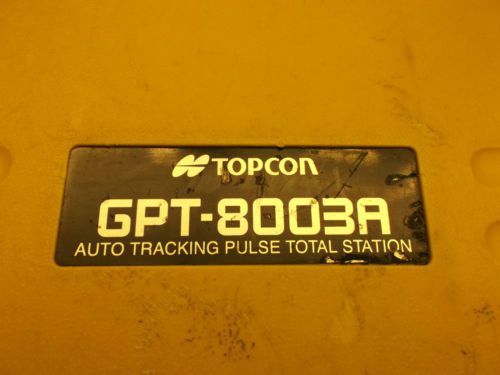 TOPCON
GPT-8003A
AUTO TRACKING PULSE TOTAL STATION